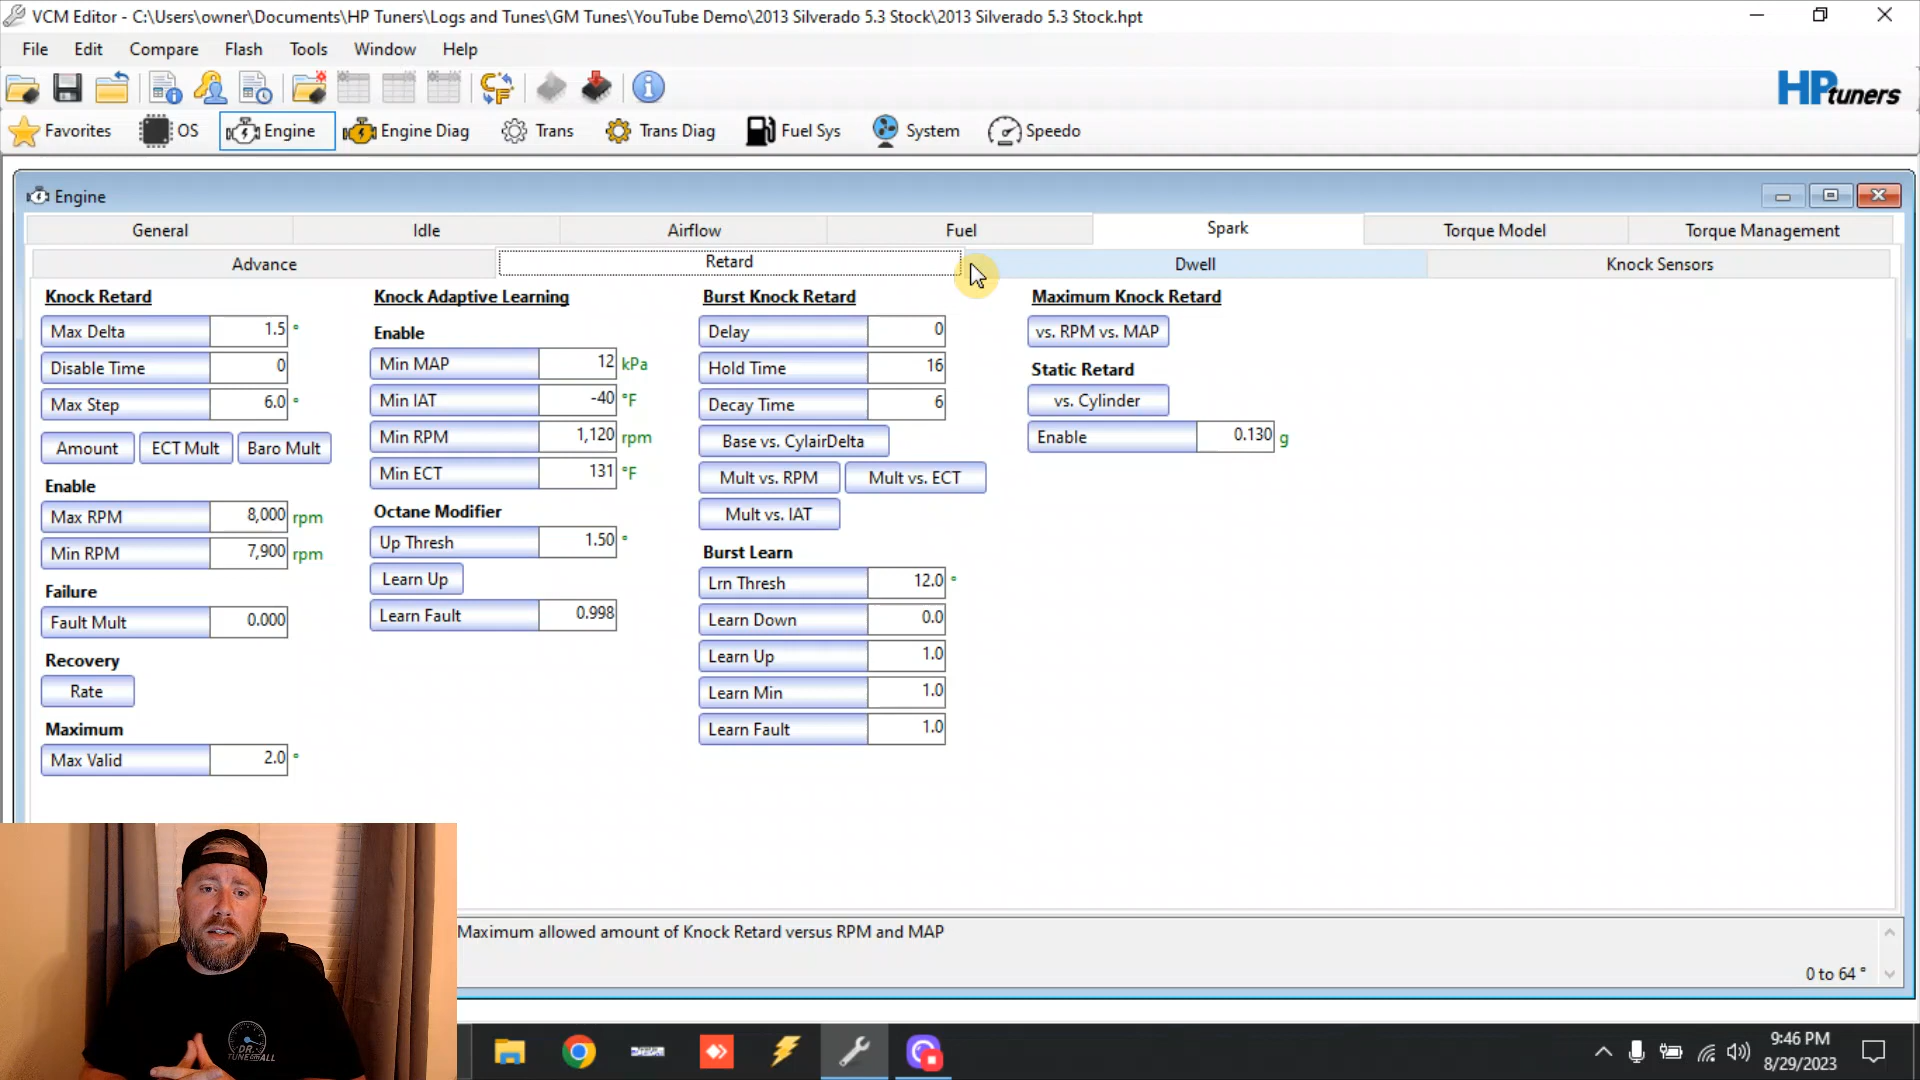 VCM Editor - C:\Users\owner\Documents\HP Tuners\Logs and Tunes\GM Tunes\YouTube Demo\2013 Silverado 5.3 Stock\2013 Silverado 5.3 Stock.hpt
File Edit Compare Flash Tools Window Help
HPtuners
Favorites OS Engine Engine Diag Trans Trans Diag Fuel Sys System Speedo
Engine
General Idle Airflow Fuel Spark Torque Model Torque Management
Advance Retard Dwell Knock Sensors
Knock Retard
Max Delta 1.5 °
Disable Time 0
Max Step 6.0 °
Amount ECT Mult Baro Mult
Enable
Max RPM 8,000 rpm
Min RPM 7,900 rpm
Failure
Fault Mult 0.000
Recovery
Rate
Maximum
Max Valid 2.0 °
Knock Adaptive Learning
Enable
Min MAP 12 kPa
Min IAT -40 °F
Min RPM 1,120 rpm
Min ECT 131 °F
Octane Modifier
Up Thresh 1.50 °
Learn Up
Learn Fault 0.998
Burst Knock Retard
Delay 0
Hold Time 16
Decay Time 6
Base vs. CylairDelta
Mult vs. RPM Mult vs. ECT
Mult vs. IAT
Burst Learn
Lrn Thresh 12.0 °
Learn Down 0.0
Learn Up 1.0
Learn Min 1.0
Learn Fault 1.0
Maximum Knock Retard
vs. RPM vs. MAP
Static Retard
vs. Cylinder
Enable 0.130 g
Maximum allowed amount of Knock Retard versus RPM and MAP
0 to 64 °
DR.
TUNE ALL
9:46 PM
8/29/2023